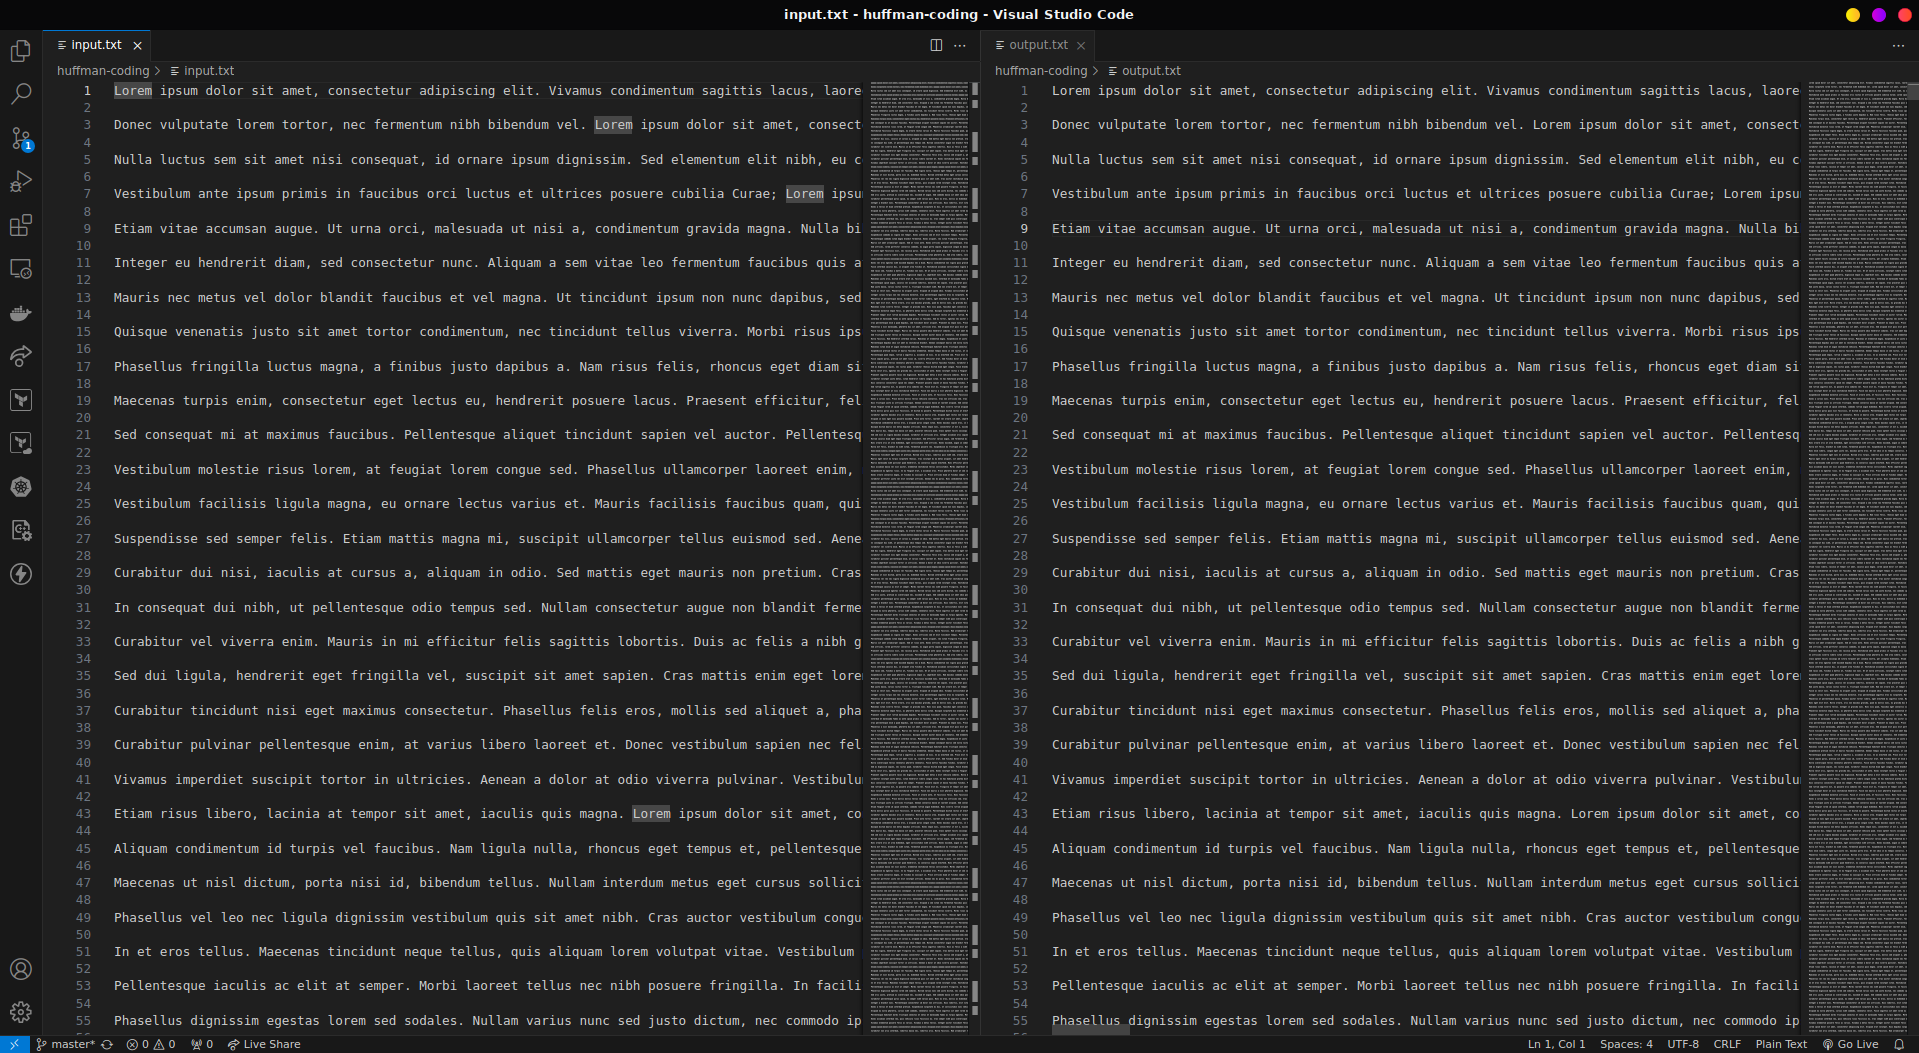 input.txt - huffman-coding - Visual Studio Code
input.txt
output.txt
huffman-coding > input.txt
huffman-coding > output.txt
1 Lorem ipsum dolor sit amet, consectetur adipiscing elit. Vivamus condimentum sagittis lacus, laore
2
3 Donec vulputate lorem tortor, nec fermentum nibh bibendum vel. Lorem ipsum dolor sit amet, consect
4
5 Nulla luctus sem sit amet nisi consequat, id ornare ipsum dignissim. Sed elementum elit nibh, eu c
6
7 Vestibulum ante ipsum primis in faucibus orci luctus et ultrices posuere cubilia Curae; Lorem ipsu
8
9 Etiam vitae accumsan augue. Ut urna orci, malesuada ut nisi a, condimentum gravida magna. Nulla bi
10
11 Integer eu hendrerit diam, sed consectetur nunc. Aliquam a sem vitae leo fermentum faucibus quis a
12
13 Mauris nec metus vel dolor blandit faucibus et vel magna. Ut tincidunt ipsum non nunc dapibus, sed
14
15 Quisque venenatis justo sit amet tortor condimentum, nec tincidunt tellus viverra. Morbi risus ips
16
17 Phasellus fringilla luctus magna, a finibus justo dapibus a. Nam risus felis, rhoncus eget diam si
18
19 Maecenas turpis enim, consectetur eget lectus eu, hendrerit posuere lacus. Praesent efficitur, fel
20
21 Sed consequat mi at maximus faucibus. Pellentesque aliquet tincidunt sapien vel auctor. Pellentesq
22
23 Vestibulum molestie risus lorem, at feugiat lorem congue sed. Phasellus ullamcorper laoreet enim,
24
25 Vestibulum facilisis ligula magna, eu ornare lectus varius et. Mauris facilisis faucibus quam, qui
26
27 Suspendisse sed semper felis. Etiam mattis magna mi, suscipit ullamcorper tellus euismod sed. Aene
28
29 Curabitur dui nisi, iaculis at cursus a, aliquam in odio. Sed mattis eget mauris non pretium. Cras
30
31 In consequat dui nibh, ut pellentesque odio tempus sed. Nullam consectetur augue non blandit ferme
32
33 Curabitur vel viverra enim. Mauris in mi efficitur felis sagittis lobortis. Duis ac felis a nibh g
34
35 Sed dui ligula, hendrerit eget fringilla vel, suscipit sit amet sapien. Cras mattis enim eget lore
36
37 Curabitur tincidunt nisi eget maximus consectetur. Phasellus felis eros, mollis sed aliquet a, pha
38
39 Curabitur pulvinar pellentesque enim, at varius libero laoreet et. Donec vestibulum sapien nec fel
40
41 Vivamus imperdiet suscipit tortor in ultricies. Aenean a dolor at odio viverra pulvinar. Vestibulu
42
43 Etiam risus libero, lacinia at tempor sit amet, iaculis quis magna. Lorem ipsum dolor sit amet, co
44
45 Aliquam condimentum id turpis vel faucibus. Nam ligula nulla, rhoncus eget tempus et, pellentesque
46
47 Maecenas ut nisl dictum, porta nisi id, bibendum tellus. Nullam interdum metus eget cursus sollici
48
49 Phasellus vel leo nec ligula dignissim vestibulum quis sit amet nibh. Cras auctor vestibulum congu
50
51 In et eros tellus. Maecenas tincidunt neque tellus, quis aliquam lorem volutpat vitae. Vestibulum
52
53 Pellentesque iaculis ac elit at semper. Morbi laoreet tellus nec nibh posuere fringilla. In facili
54
55 Phasellus dignissim egestas lorem sed sodales. Nullam varius nunc sed justo dictum, nec commodo ip
1 Lorem ipsum dolor sit amet, consectetur adipiscing elit. Vivamus condimentum sagittis lacus, laore
2
3 Donec vulputate lorem tortor, nec fermentum nibh bibendum vel. Lorem ipsum dolor sit amet, consect
4
5 Nulla luctus sem sit amet nisi consequat, id ornare ipsum dignissim. Sed elementum elit nibh, eu c
6
7 Vestibulum ante ipsum primis in faucibus orci luctus et ultrices posuere cubilia Curae; Lorem ipsu
8
9 Etiam vitae accumsan augue. Ut urna orci, malesuada ut nisi a, condimentum gravida magna. Nulla bi
10
11 Integer eu hendrerit diam, sed consectetur nunc. Aliquam a sem vitae leo fermentum faucibus quis a
12
13 Mauris nec metus vel dolor blandit faucibus et vel magna. Ut tincidunt ipsum non nunc dapibus, sed
14
15 Quisque venenatis justo sit amet tortor condimentum, nec tincidunt tellus viverra. Morbi risus ips
16
17 Phasellus fringilla luctus magna, a finibus justo dapibus a. Nam risus felis, rhoncus eget diam si
18
19 Maecenas turpis enim, consectetur eget lectus eu, hendrerit posuere lacus. Praesent efficitur, fel
20
21 Sed consequat mi at maximus faucibus. Pellentesque aliquet tincidunt sapien vel auctor. Pellentesq
22
23 Vestibulum molestie risus lorem, at feugiat lorem congue sed. Phasellus ullamcorper laoreet enim,
24
25 Vestibulum facilisis ligula magna, eu ornare lectus varius et. Mauris facilisis faucibus quam, qui
26
27 Suspendisse sed semper felis. Etiam mattis magna mi, suscipit ullamcorper tellus euismod sed. Aene
28
29 Curabitur dui nisi, iaculis at cursus a, aliquam in odio. Sed mattis eget mauris non pretium. Cras
30
31 In consequat dui nibh, ut pellentesque odio tempus sed. Nullam consectetur augue non blandit ferme
32
33 Curabitur vel viverra enim. Mauris in mi efficitur felis sagittis lobortis. Duis ac felis a nibh g
34
35 Sed dui ligula, hendrerit eget fringilla vel, suscipit sit amet sapien. Cras mattis enim eget lore
36
37 Curabitur tincidunt nisi eget maximus consectetur. Phasellus felis eros, mollis sed aliquet a, pha
38
39 Curabitur pulvinar pellentesque enim, at varius libero laoreet et. Donec vestibulum sapien nec fel
40
41 Vivamus imperdiet suscipit tortor in ultricies. Aenean a dolor at odio viverra pulvinar. Vestibulu
42
43 Etiam risus libero, lacinia at tempor sit amet, iaculis quis magna. Lorem ipsum dolor sit amet, co
44
45 Aliquam condimentum id turpis vel faucibus. Nam ligula nulla, rhoncus eget tempus et, pellentesque
46
47 Maecenas ut nisl dictum, porta nisi id, bibendum tellus. Nullam interdum metus eget cursus sollici
48
49 Phasellus vel leo nec ligula dignissim vestibulum quis sit amet nibh. Cras auctor vestibulum congu
50
51 In et eros tellus. Maecenas tincidunt neque tellus, quis aliquam lorem volutpat vitae. Vestibulum
52
53 Pellentesque iaculis ac elit at semper. Morbi laoreet tellus nec nibh posuere fringilla. In facili
54
55 Phasellus dignissim egestas lorem sed sodales. Nullam varius nunc sed justo dictum, nec commodo ip
1
master* 0 0 0 Live Share
Ln 1, Col 1 Spaces: 4 UTF-8 CRLF Plain Text Go Live